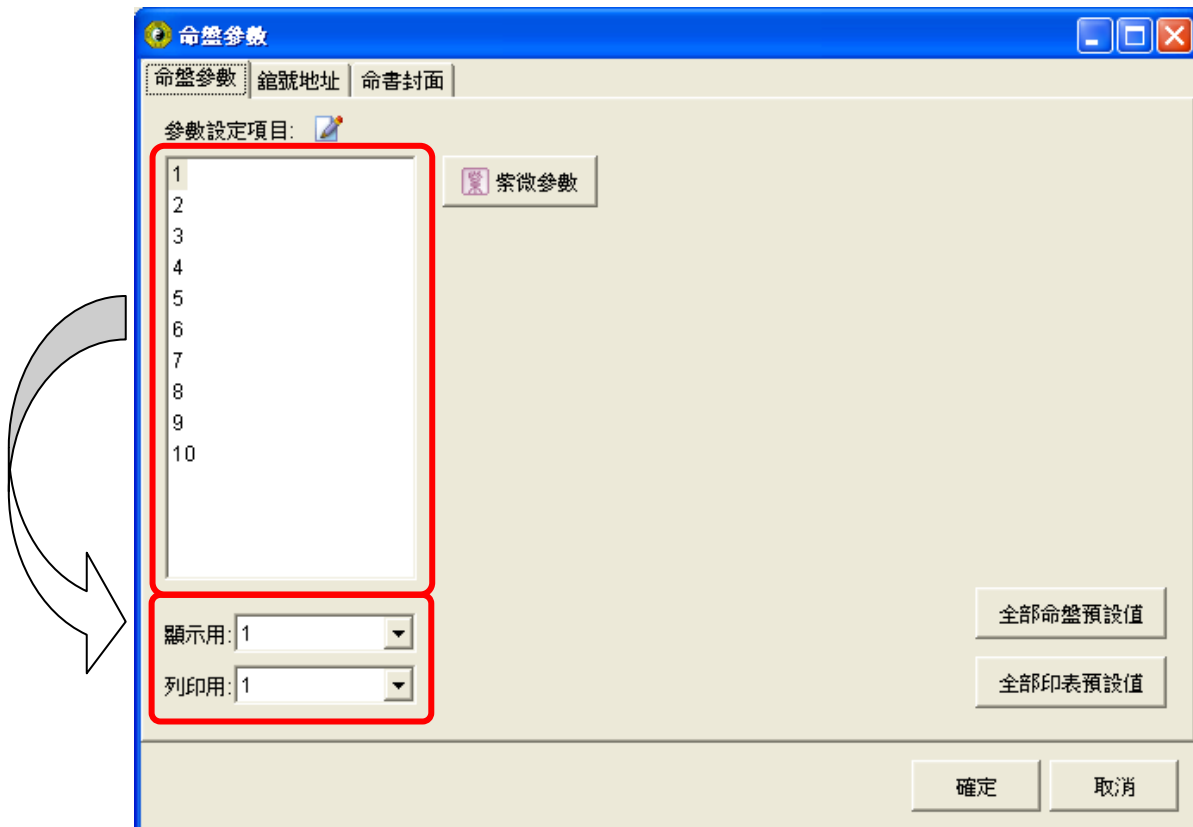 命盤參數
命盤參數 舘號地址 命書封面
參數設定項目:
1
2
3
4
5
6
7
8
9
10
紫 紫微參數
顯示用: 1
列印用: 1
全部命盤預設值
全部印表預設值
確定 取消